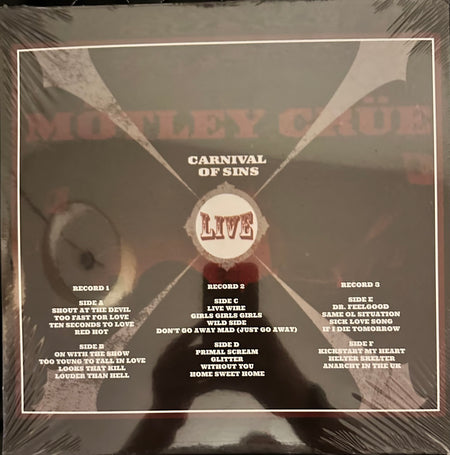 MÖTLEY CRÜE
CARNIVAL
OF SINS
LIVE
RECORD 1
SIDE A
SHOUT AT THE DEVIL
TOO FAST FOR LOVE
TEN SECONDS TO LOVE
RED HOT
SIDE B
ON WITH THE SHOW
TOO YOUNG TO FALL IN LOVE
LOOKS THAT KILL
LOUDER THAN HELL
RECORD 2
SIDE C
LIVE WIRE
GIRLS GIRLS GIRLS
WILD SIDE
DON'T GO AWAY MAD (JUST GO AWAY)
SIDE D
PRIMAL SCREAM
GLITTER
WITHOUT YOU
HOME SWEET HOME
RECORD 3
SIDE E
DR. FEELGOOD
SAME OL SITUATION
SICK LOVE SONG
IF I DIE TOMORROW
SIDE F
KICKSTART MY HEART
HELTER SKELTER
ANARCHY IN THE UK